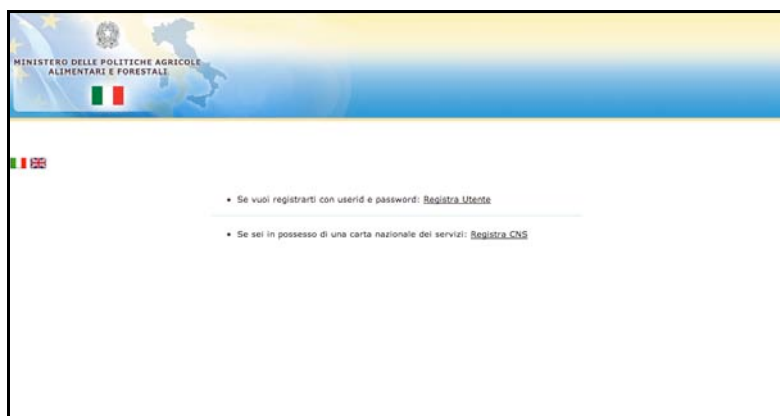 MINISTERO DELLE POLITICHE AGRICOLE
ALIMENTARI E FORESTALI
Se vuoi registrarti con userid e password: Registra Utente
Se sei in possesso di una carta nazionale dei servizi: Registra CNS